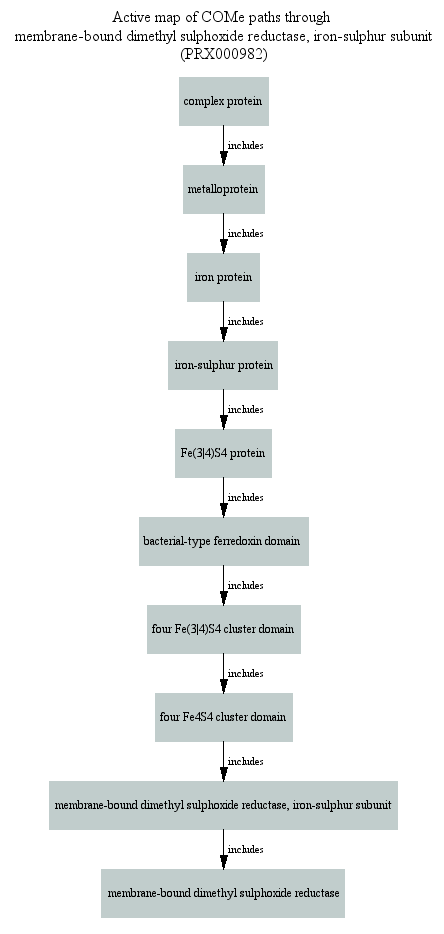 Active map of COMe paths through
membrane-bound dimethyl sulphoxide reductase, iron-sulphur subunit
(PRX000982)
complex protein
includes
metalloprotein
includes
iron protein
includes
iron-sulphur protein
includes
Fe(3|4)S4 protein
includes
bacterial-type ferredoxin domain
includes
four Fe(3|4)S4 cluster domain
includes
four Fe4S4 cluster domain
includes
membrane-bound dimethyl sulphoxide reductase, iron-sulphur subunit
includes
membrane-bound dimethyl sulphoxide reductase